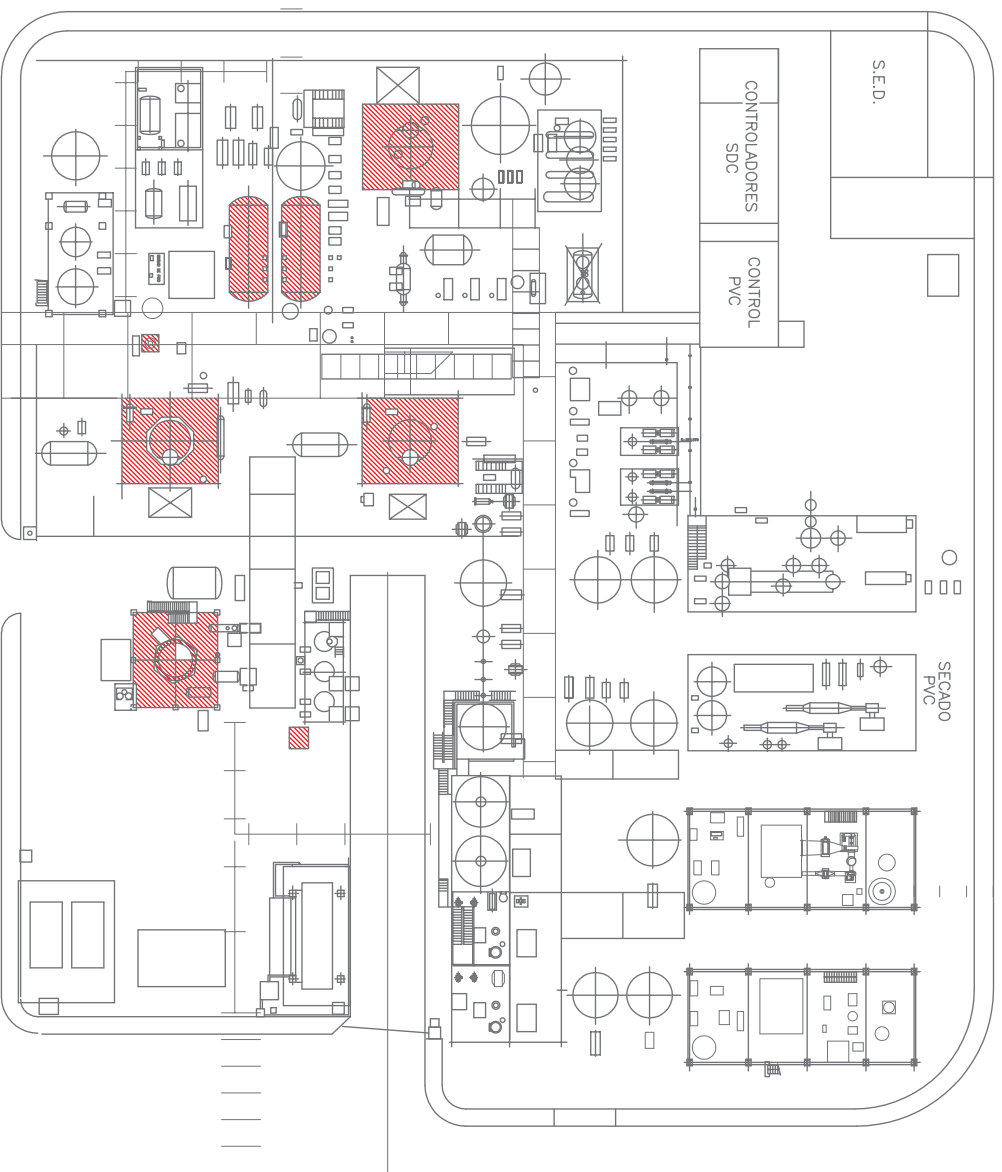 S.E.D.
CONTROLADORES
SDC
CONTROL
PVC
SECADO
PVC